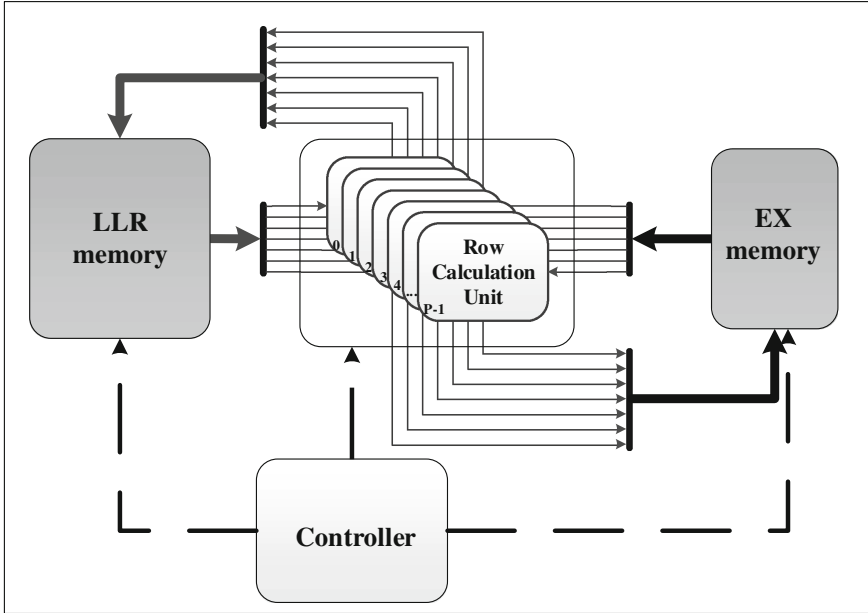 LLR
memory
EX
memory
0
1
2
3
4
...
P-1
Row
Calculation
Unit
Controller